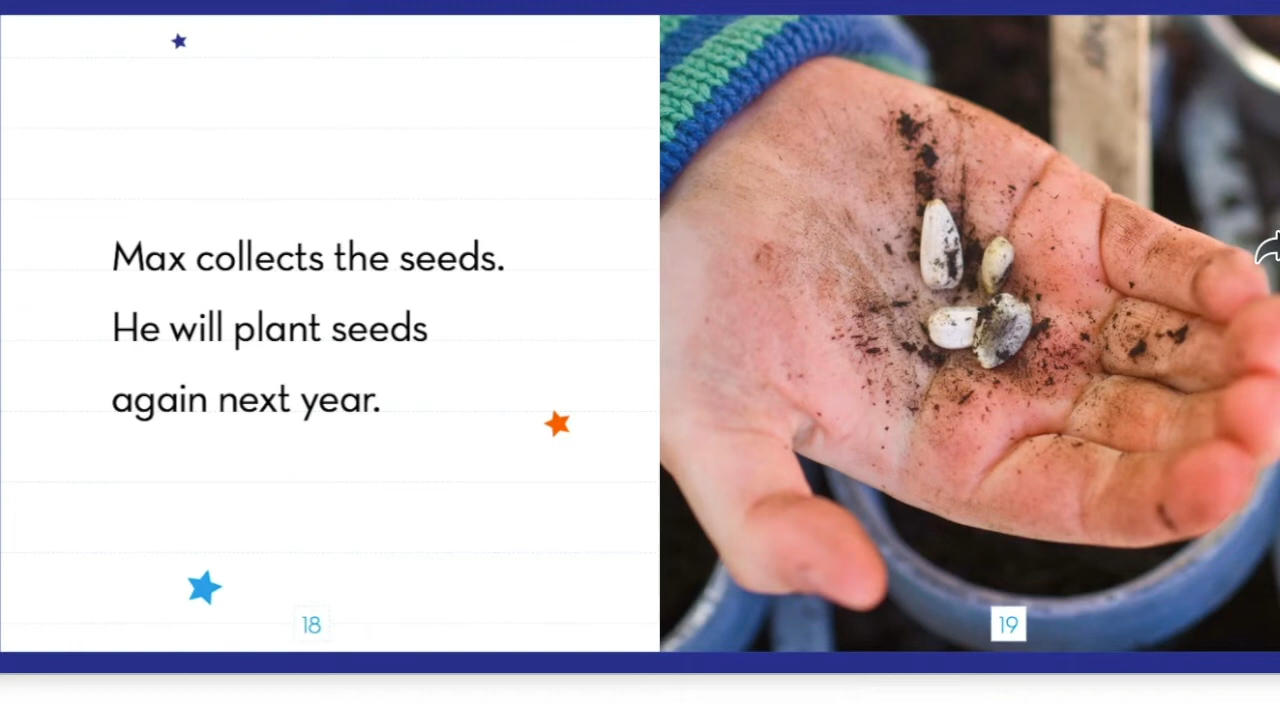 Max collects the seeds.
He will plant seeds
again next year.
18
19